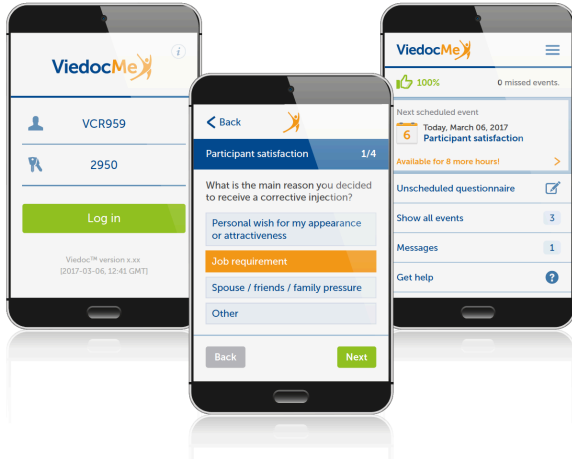 ViedocMe
i
VCR959
2950
Log in
Viedoc™ version x.xx
[2017-03-06, 12:41 GMT]
Back
Participant satisfaction 1/4
What is the main reason you decided
to receive a corrective injection?
Personal wish for my appearance
or attractiveness
Job requirement
Spouse / friends / family pressure
Other
Back
Next
ViedocMe
100% 0 missed events.
Next scheduled event
6
Today, March 06, 2017
Participant satisfaction
Available for 8 more hours!
Unscheduled questionnaire
Show all events 3
Messages 1
Get help ?